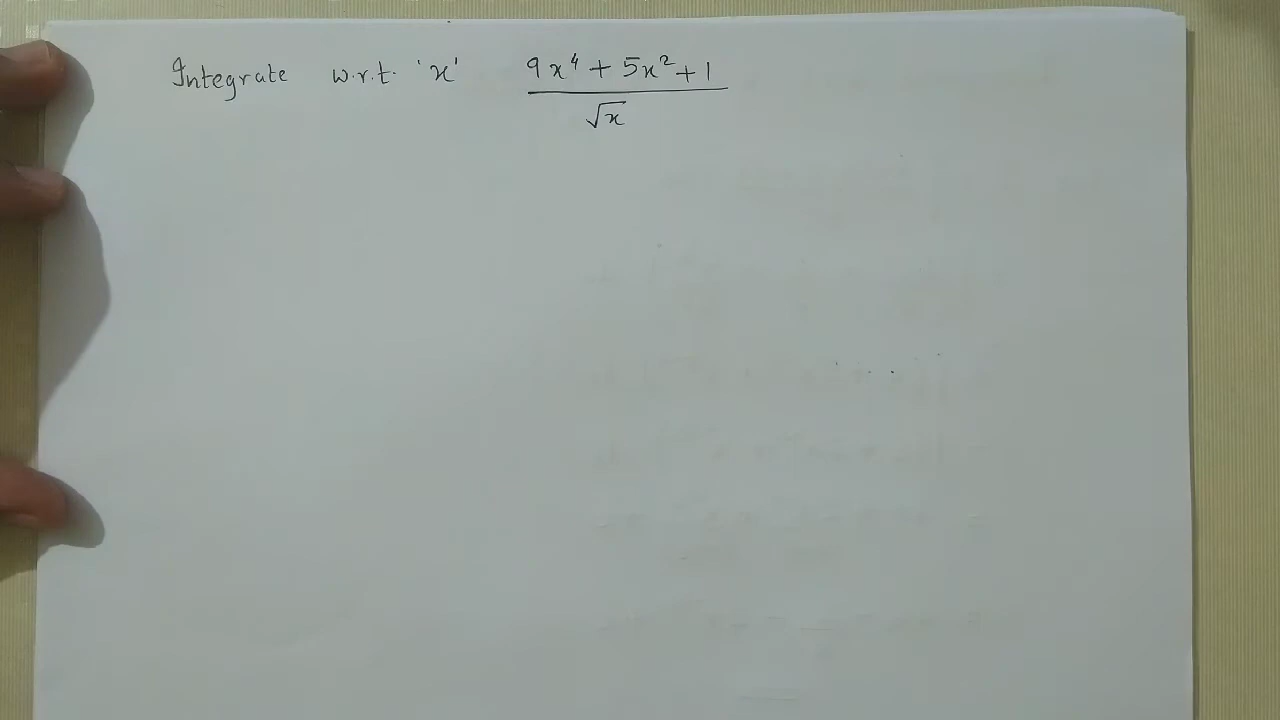 Integrate w.r.t. 'x' (9x⁴ + 5x² + 1)/√x